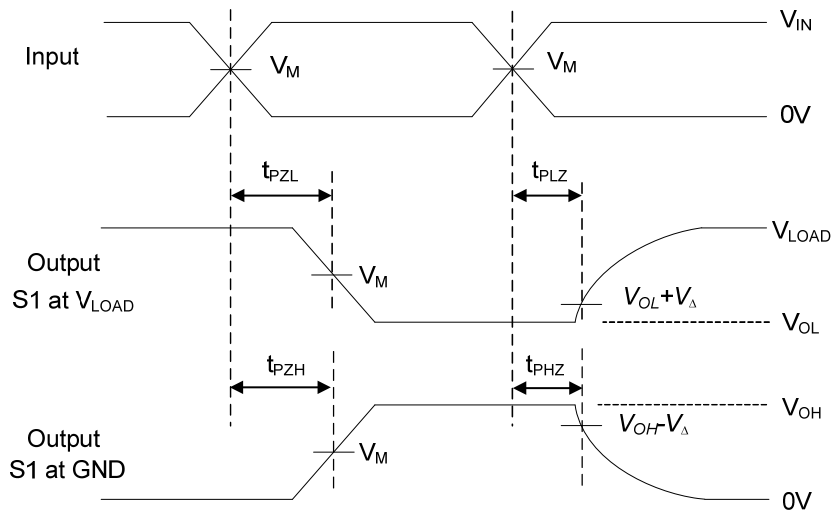 V_IN
Input
V_M
V_M
0V
t_PZL
t_PLZ
V_LOAD
Output
S1 at V_LOAD
V_M
V_OL+V_Δ
V_OL
t_PZH
t_PHZ
V_OH
Output
S1 at GND
V_M
V_OH-V_Δ
0V